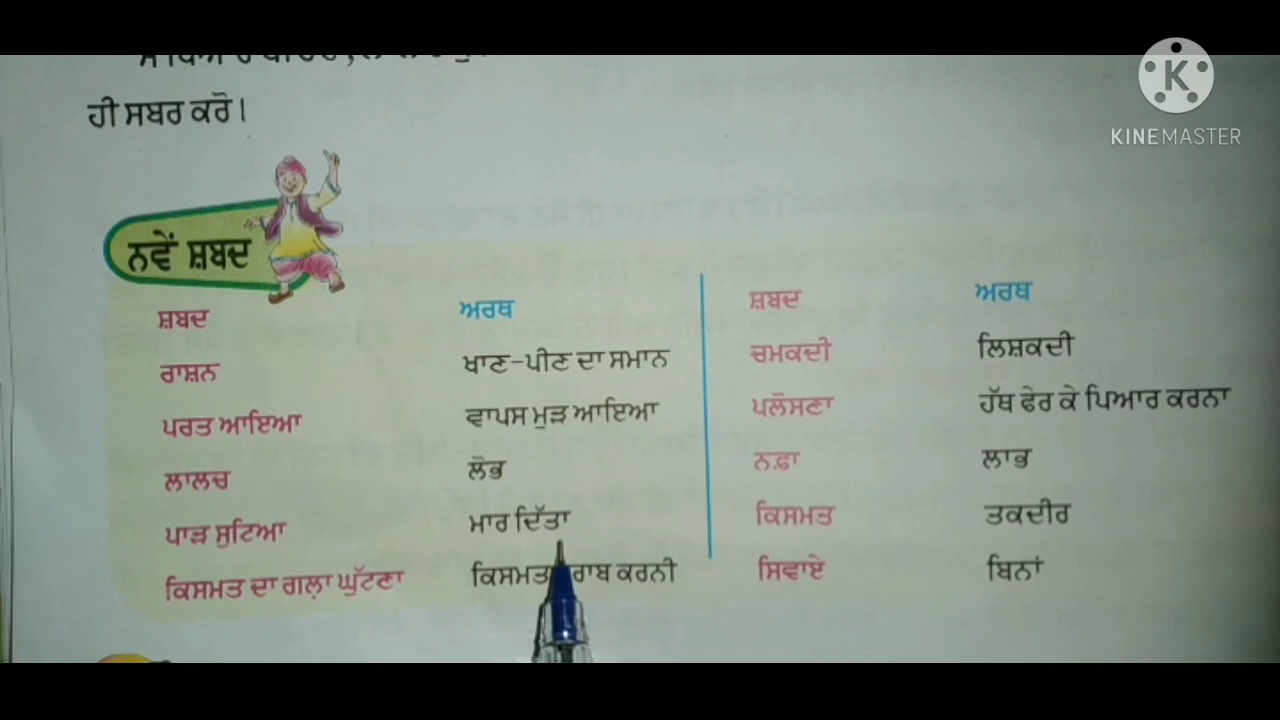 KINEMASTER
ਹੀ ਸਬਰ ਕਰੋ।
ਨਵੇਂ ਸ਼ਬਦ
ਸ਼ਬਦ ਅਰਥ ਸ਼ਬਦ ਅਰਥ
ਰਾਸ਼ਨ ਖਾਣ-ਪੀਣ ਦਾ ਸਮਾਨ ਚਮਕਦੀ ਲਿਸ਼ਕਦੀ
ਪਰਤ ਆਇਆ ਵਾਪਸ ਮੁੜ ਆਇਆ ਪਲੋਸਣਾ ਹੱਥ ਫੇਰ ਕੇ ਪਿਆਰ ਕਰਨਾ
ਲਾਲਚ ਲੋਭ ਨਫ਼ਾ ਲਾਭ
ਪਾੜ ਸੁਟਿਆ ਮਾਰ ਦਿੱਤਾ ਕਿਸਮਤ ਤਕਦੀਰ
ਕਿਸਮਤ ਦਾ ਗਲਾ਼ ਘੁੱਟਣਾ ਕਿਸਮਤ ਕਰਨੀ ਸਿਵਾਏ ਬਿਨਾਂ